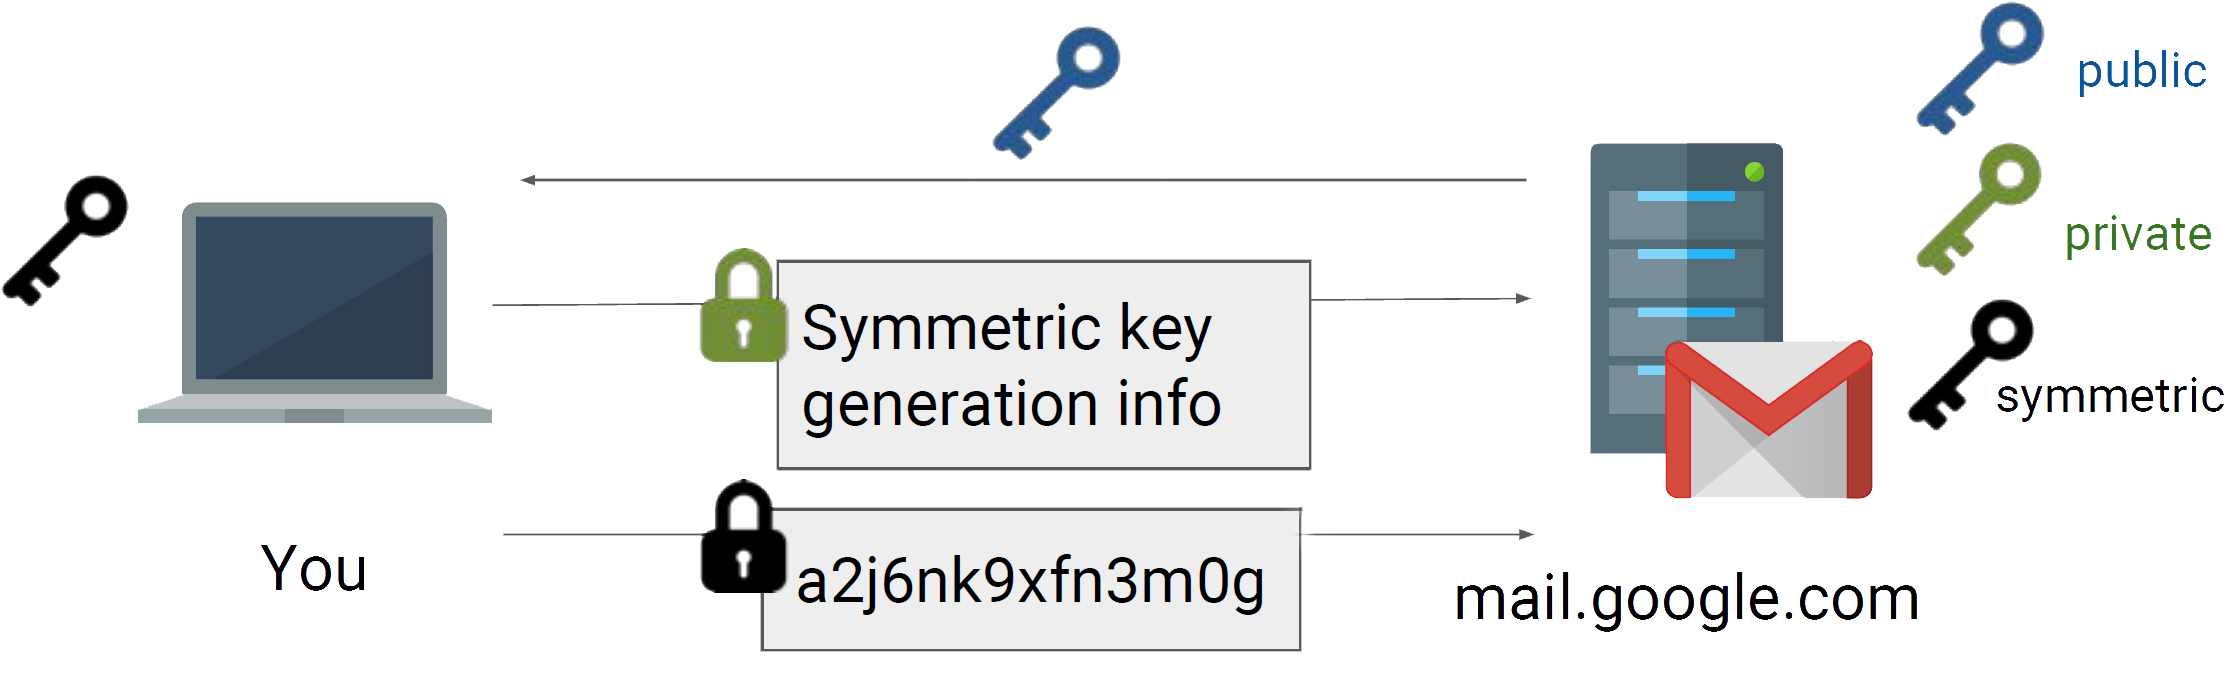 public
private
symmetric
Symmetric key
generation info
a2j6nk9xfn3m0g
You
mail.google.com